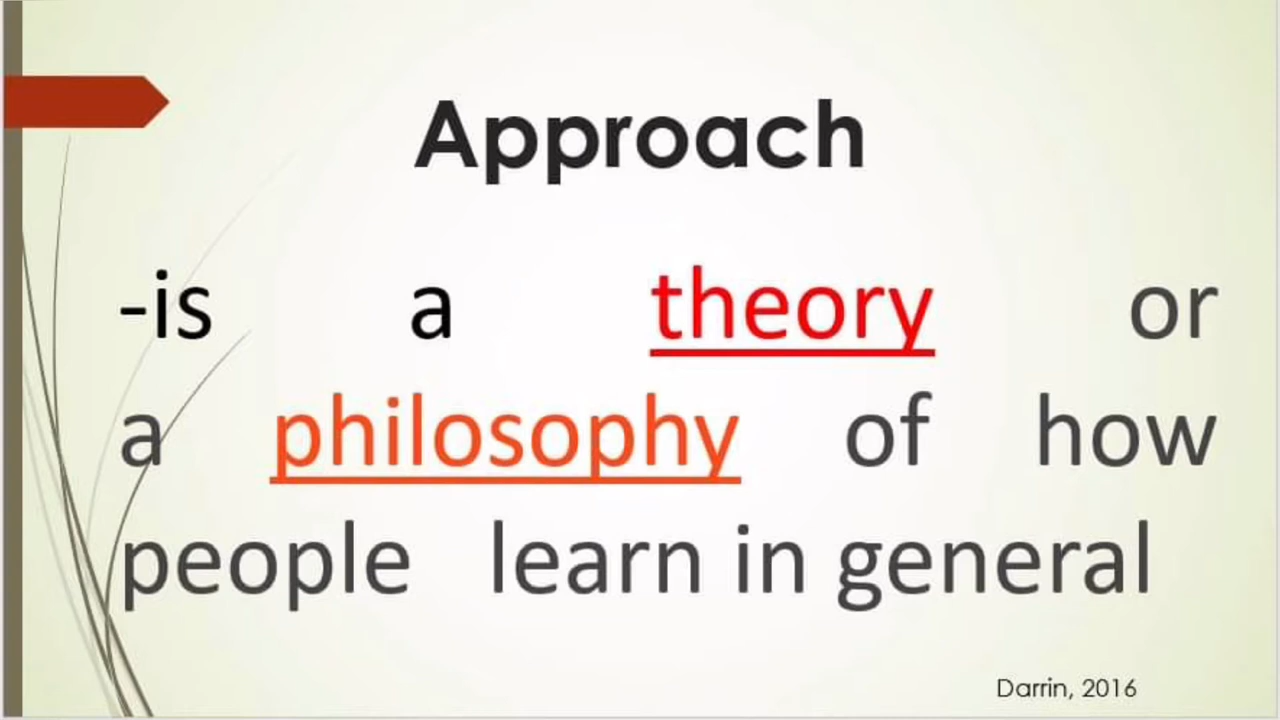 Approach
-is a theory or
a philosophy of how
people learn in general
Darrin, 2016